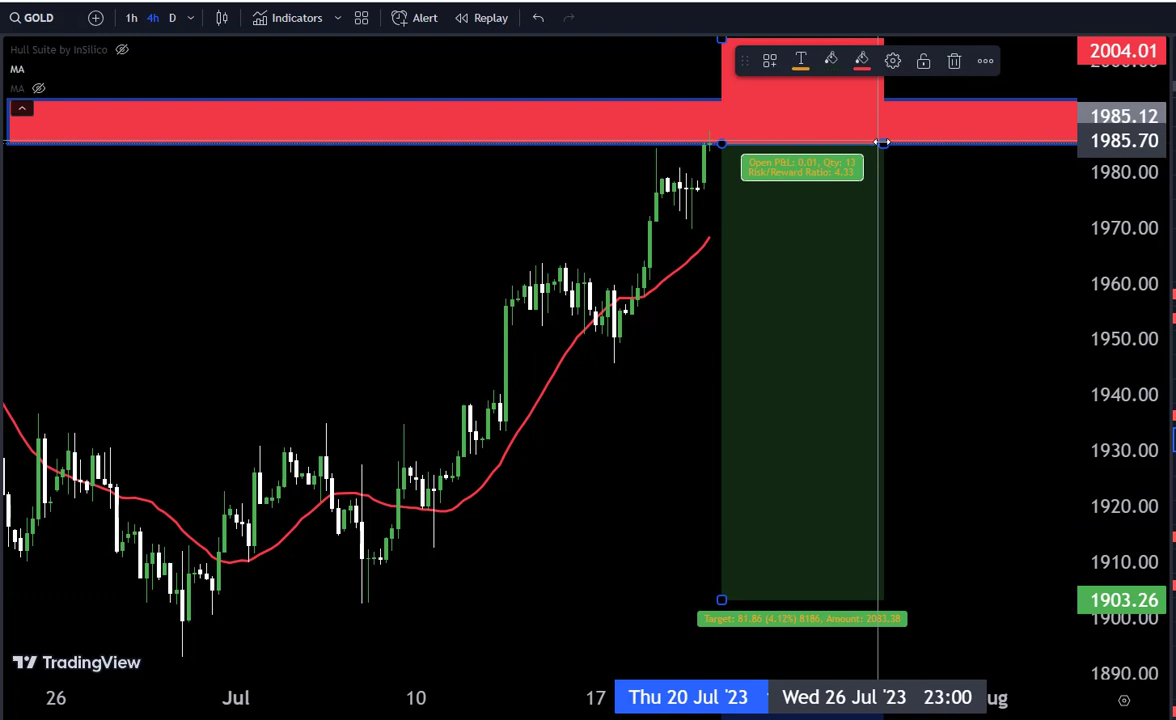 GOLD
1h 4h D Indicators Alert Replay
Hull Suite by InSilico
MA
MA
T
2004.01
1985.12
1985.70
1980.00
1970.00
1960.00
1950.00
1940.00
1930.00
1920.00
1910.00
1903.26
1900.00
1890.00
Open P&L: 0.01, Qty: 13
Risk/Reward Ratio: 4.33
Target: 81.86 (4.12%) 8186, Amount: 2083.38
TradingView
26 Jul 10 17 Thu 20 Jul '23 Wed 26 Jul '23 23:00 ug